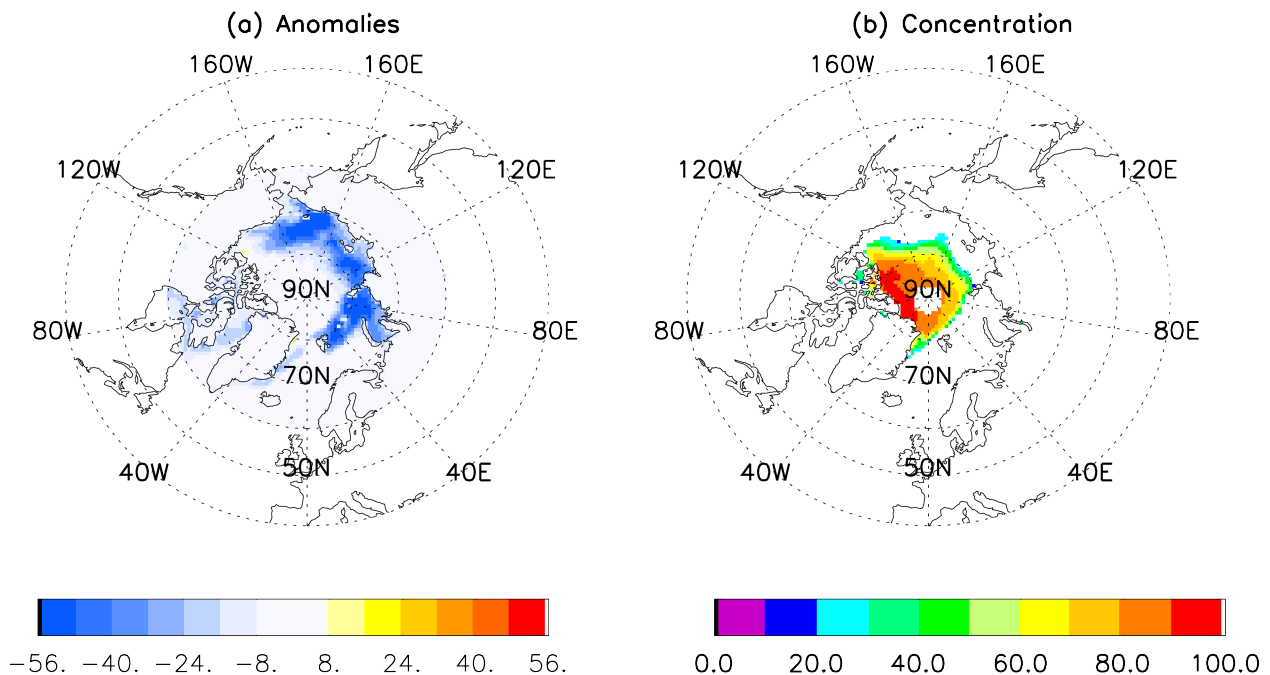 (a) Anomalies
160W 160E
120W 120E
90N
80W 80E
70N
50N
40W 40E
−56. −40. −24. −8. 8. 24. 40. 56.
(b) Concentration
160W 160E
120W 120E
90N
80W 80E
70N
50N
40W 40E
0.0 20.0 40.0 60.0 80.0 100.0